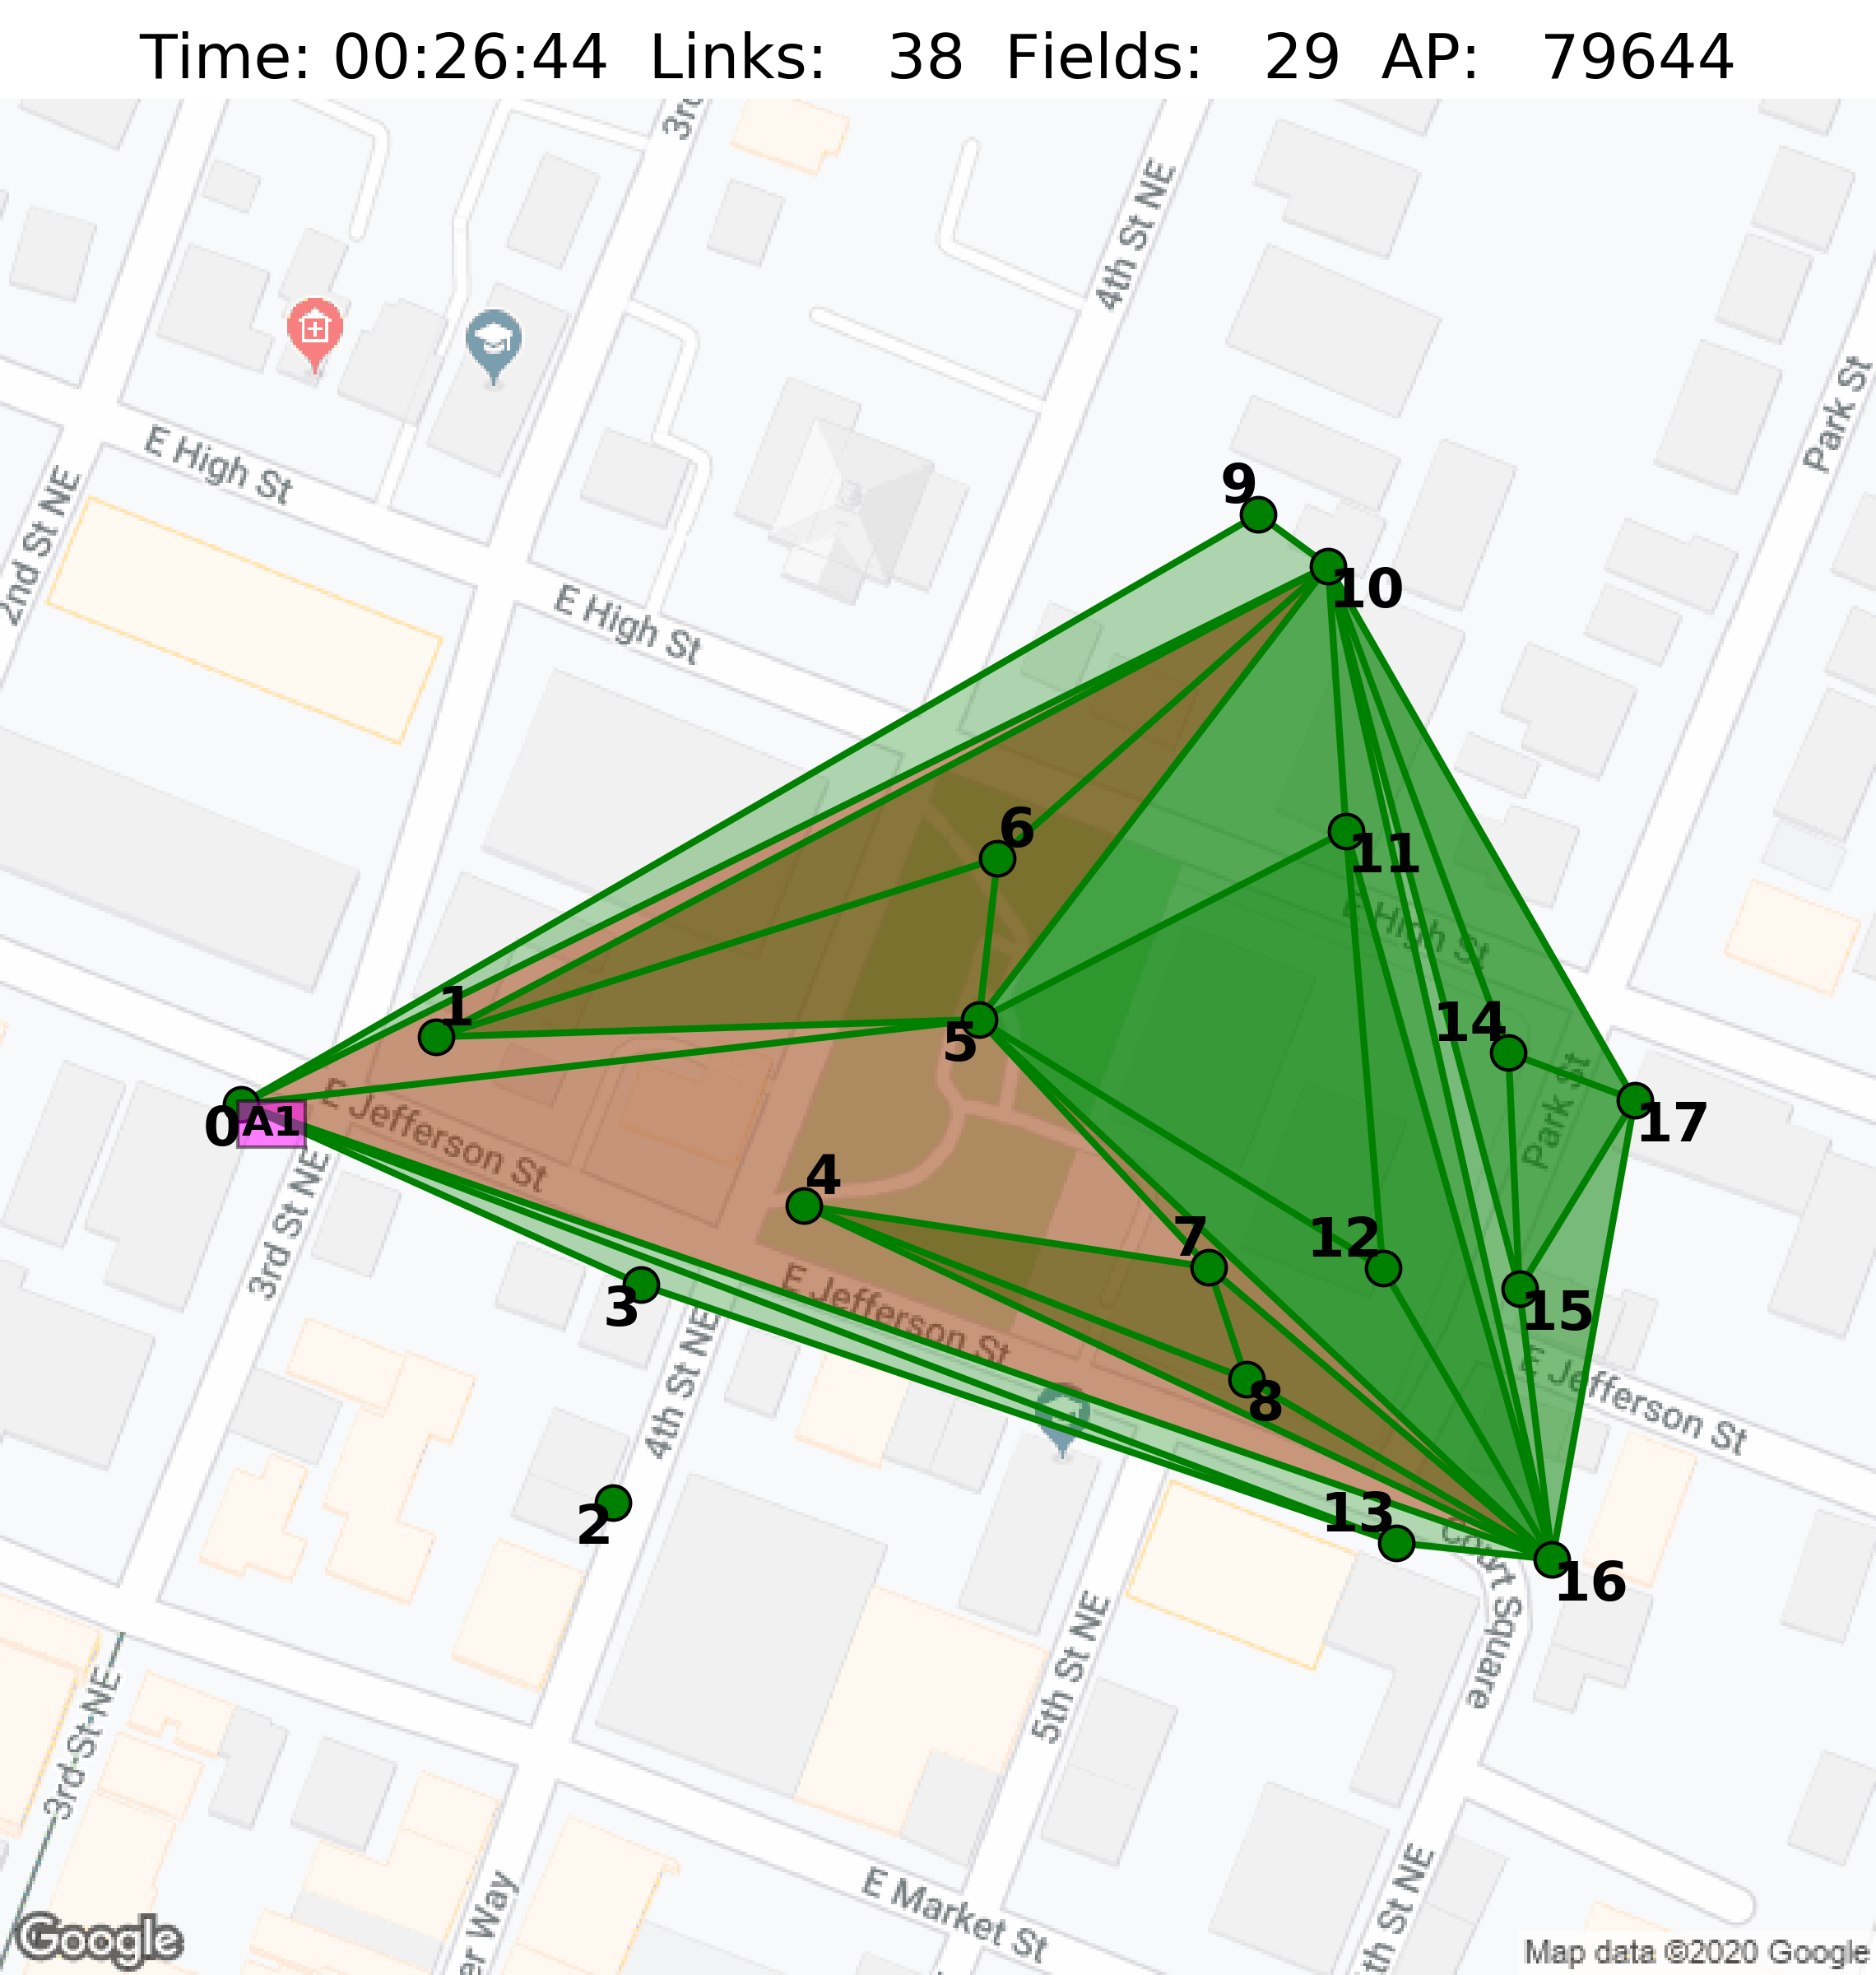 Time: 00:26:44 Links: 38 Fields: 29 AP: 79644
3rd
4th St NE
Park St
E High St
2nd St NE
9
10
E High St
6
11
E High St
1
5
14
Park St
17
0
A1
E Jefferson St
4
3rd St NE
7
12
3
E Jefferson St
15
E Jefferson St
4th St NE
8
2
13
Court Square
16
5th St NE
3rd St NE
E Market St
er Way
th St NE
Google
Map data ©2020 Google